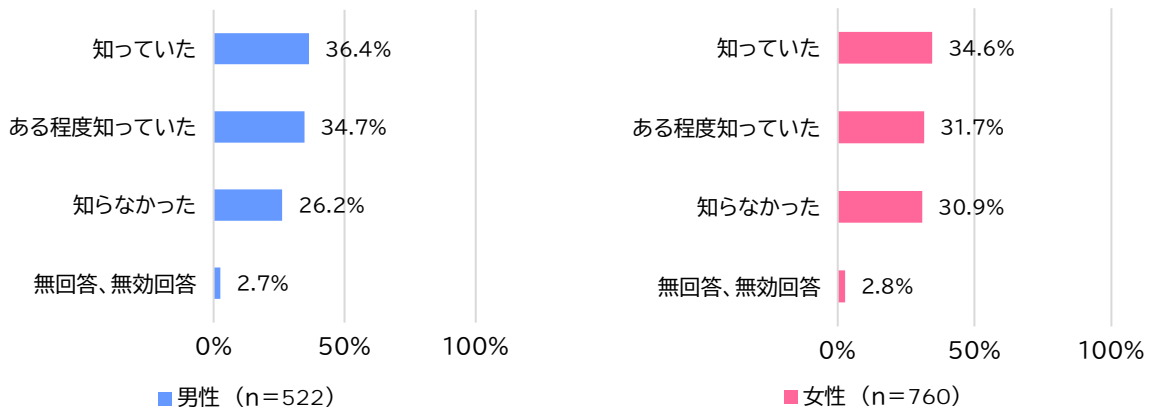 知っていた 36.4%
ある程度知っていた 34.7%
知らなかった 26.2%
無回答、無効回答 2.7%
0% 50% 100%
男性（n＝522）
知っていた 34.6%
ある程度知っていた 31.7%
知らなかった 30.9%
無回答、無効回答 2.8%
0% 50% 100%
女性（n＝760）